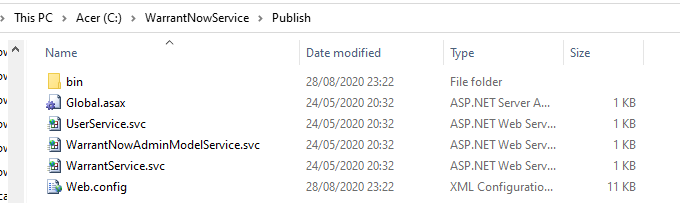 This PC > Acer (C:) > WarrantNowService > Publish
Name Date modified Type Size
bin 28/08/2020 23:22 File folder
Global.asax 24/05/2020 20:32 ASP.NET Server A... 1 KB
UserService.svc 24/05/2020 20:32 ASP.NET Web Serv... 1 KB
WarrantNowAdminModelService.svc 24/05/2020 20:32 ASP.NET Web Serv... 1 KB
WarrantService.svc 24/05/2020 20:32 ASP.NET Web Serv... 1 KB
Web.config 28/08/2020 23:22 XML Configuratio... 11 KB